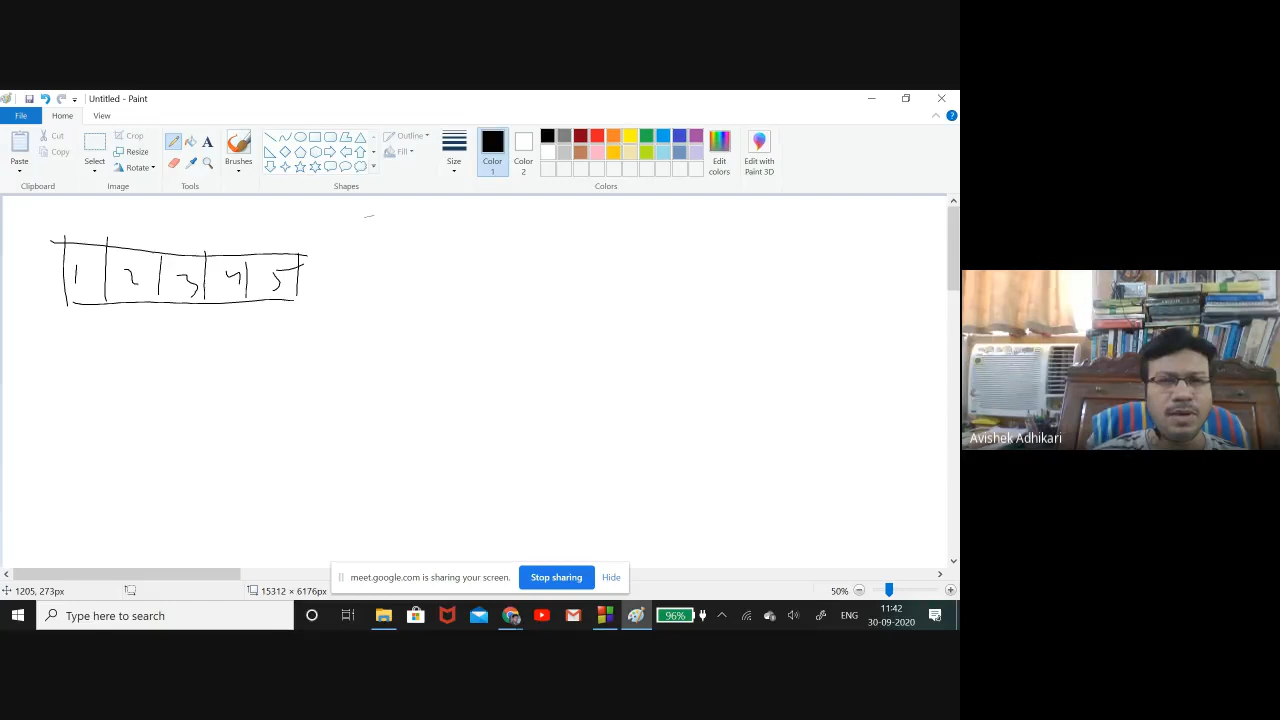 Untitled - Paint
File Home View
Cut
Copy
Paste
Clipboard
Crop
Resize
Rotate
Select
Image
Tools
Brushes
Outline
Fill
Shapes
Size
Color 1
Color 2
Edit colors
Edit with Paint 3D
Colors
1 2 3 4 5
Avishek Adhikari
meet.google.com is sharing your screen. Stop sharing Hide
1205, 273px
15312 × 6176px
50%
Type here to search
96%
ENG
11:42
30-09-2020